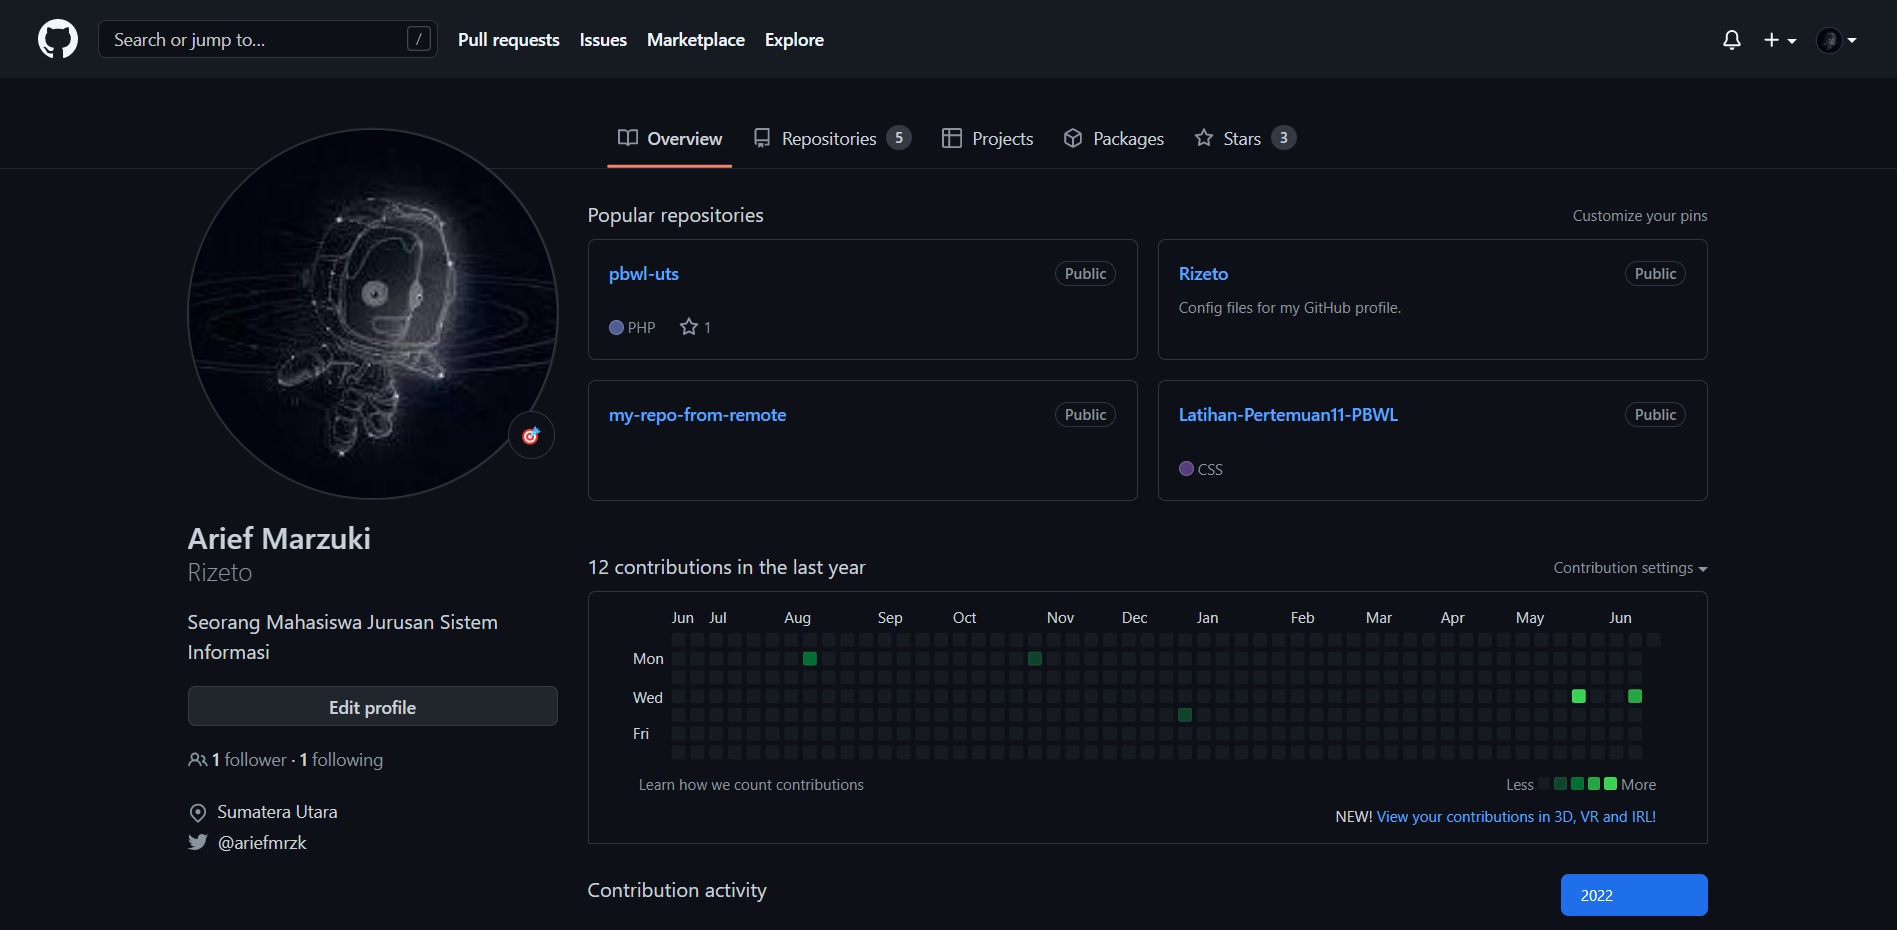 Search or jump to... /
Pull requests Issues Marketplace Explore
Overview Repositories 5 Projects Packages Stars 3
Arief Marzuki
Rizeto
Seorang Mahasiswa Jurusan Sistem
Informasi
Edit profile
1 follower · 1 following
Sumatera Utara
@ariefmrzk
Popular repositories
Customize your pins
pbwl-uts Public
PHP 1
Rizeto Public
Config files for my GitHub profile.
my-repo-from-remote Public
Latihan-Pertemuan11-PBWL Public
CSS
12 contributions in the last year
Contribution settings
Jun Jul Aug Sep Oct Nov Dec Jan Feb Mar Apr May Jun
Mon
Wed
Fri
Learn how we count contributions
Less More
NEW! View your contributions in 3D, VR and IRL!
Contribution activity
2022